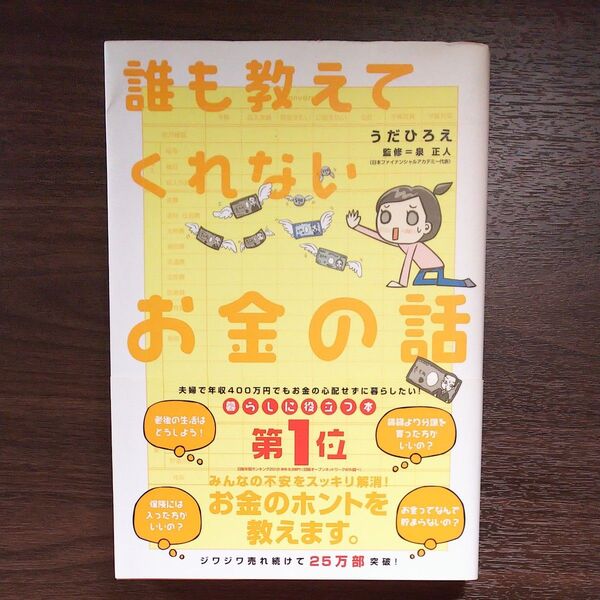 誰も教えて
くれない
お金の話
うだひろえ
監修=泉 正人
(日本ファイナンシャルアカデミー代表)
夫婦で年収400万円でもお金の心配せずに暮らしたい!
暮らしに役立つ本
第1位
老後の生活は
どうしよう!
賃貸より分譲を
買った方が
いいの?
みんなの不安をスッキリ解消!
お金のホントを
教えます。
保険には
入った方が
いいの?
お金ってなんで
貯まらないの?
ジワジワ売れ続けて25万部突破!